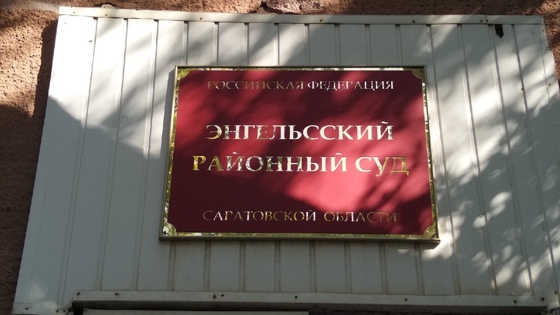 РОССИЙСКАЯ ФЕДЕРАЦИЯ
ЭНГЕЛЬССКИЙ
РАЙОННЫЙ СУД
САРАТОВСКОЙ ОБЛАСТИ